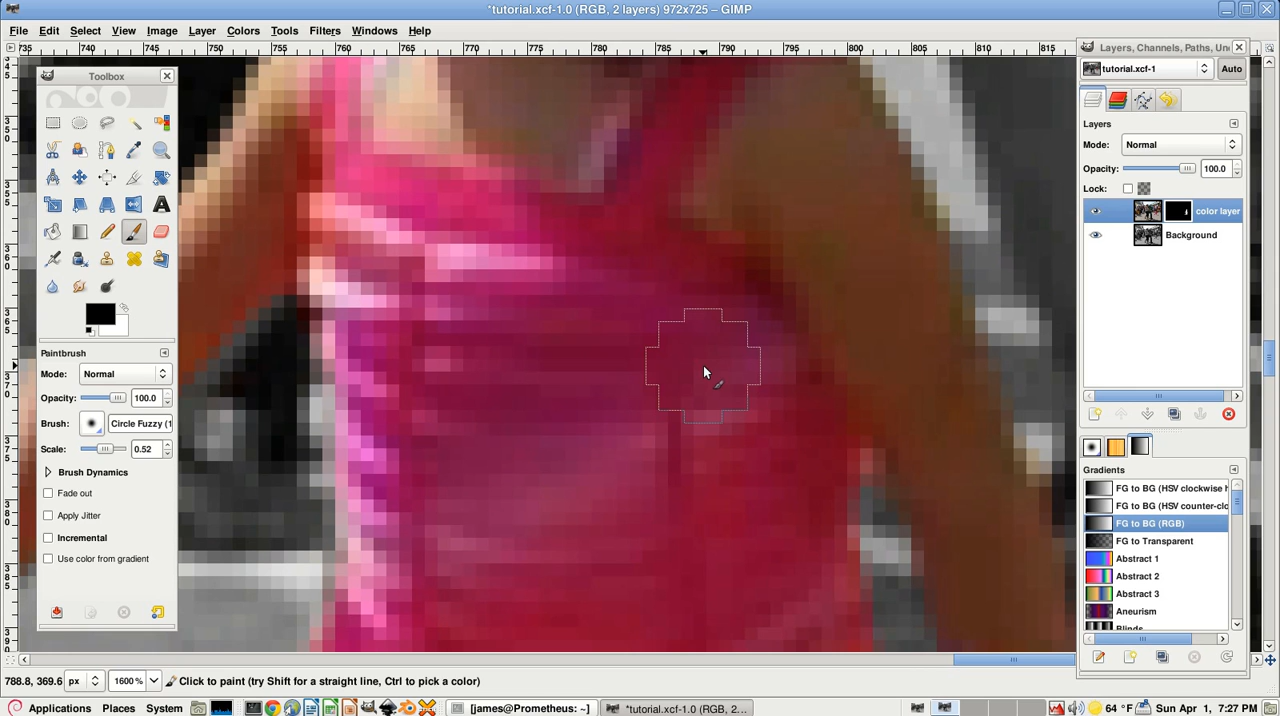 *tutorial.xcf-1.0 (RGB, 2 layers) 972x725 – GIMP
File Edit Select View Image Layer Colors Tools Filters Windows Help
735 740 745 750 755 760 765 770 775 780 785 790 795 800 805 810 815
Toolbox
Paintbrush
Mode: Normal
Opacity: 100.0
Brush: Circle Fuzzy (1
Scale: 0.52
Brush Dynamics
Fade out
Apply Jitter
Incremental
Use color from gradient
Layers, Channels, Paths, Un
tutorial.xcf-1 Auto
Layers
Mode: Normal
Opacity: 100.0
Lock:
color layer
Background
Gradients
FG to BG (HSV clockwise h
FG to BG (HSV counter-clo
FG to BG (RGB)
FG to Transparent
Abstract 1
Abstract 2
Abstract 3
Aneurism
Blinds
788.8, 369.6 px 1600% Click to paint (try Shift for a straight line, Ctrl to pick a color)
Applications Places System [james@Prometheus: ~] *tutorial.xcf-1.0 (RGB, 2... 64 °F Sun Apr 1, 7:27 PM